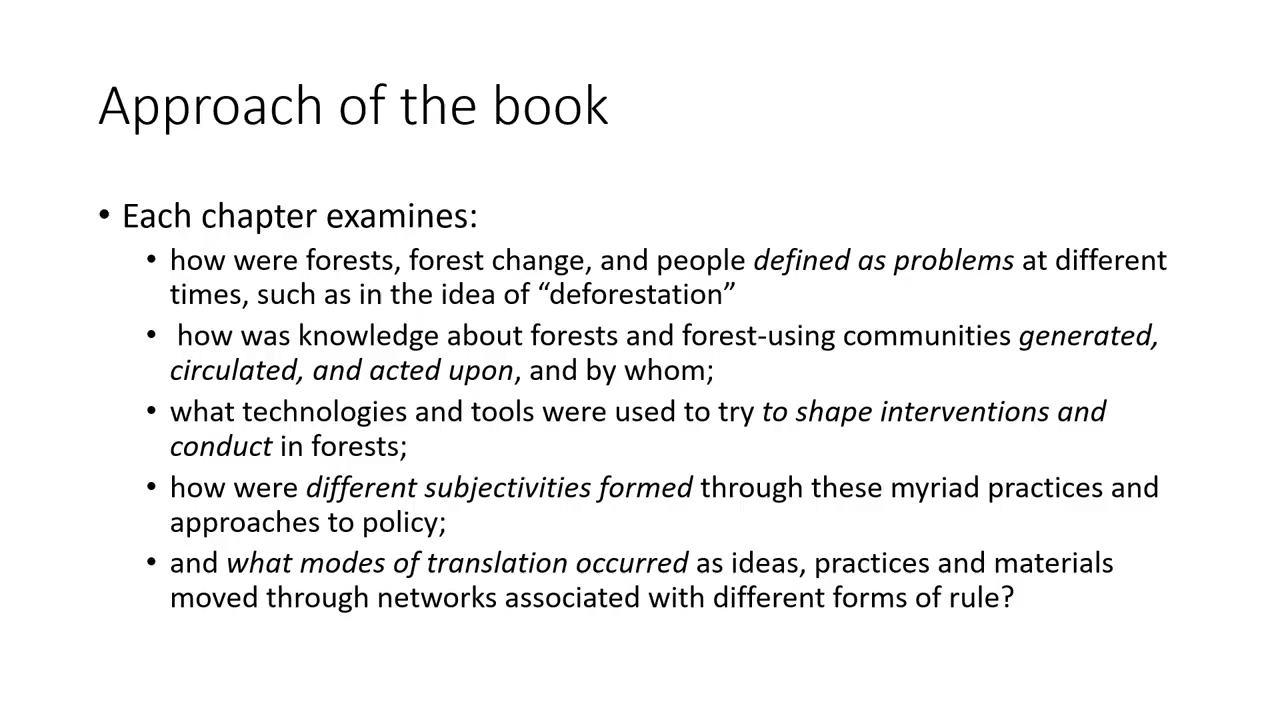 Approach of the book
• Each chapter examines:
• how were forests, forest change, and people defined as problems at different
times, such as in the idea of “deforestation”
• how was knowledge about forests and forest-using communities generated,
circulated, and acted upon, and by whom;
• what technologies and tools were used to try to shape interventions and
conduct in forests;
• how were different subjectivities formed through these myriad practices and
approaches to policy;
• and what modes of translation occurred as ideas, practices and materials
moved through networks associated with different forms of rule?